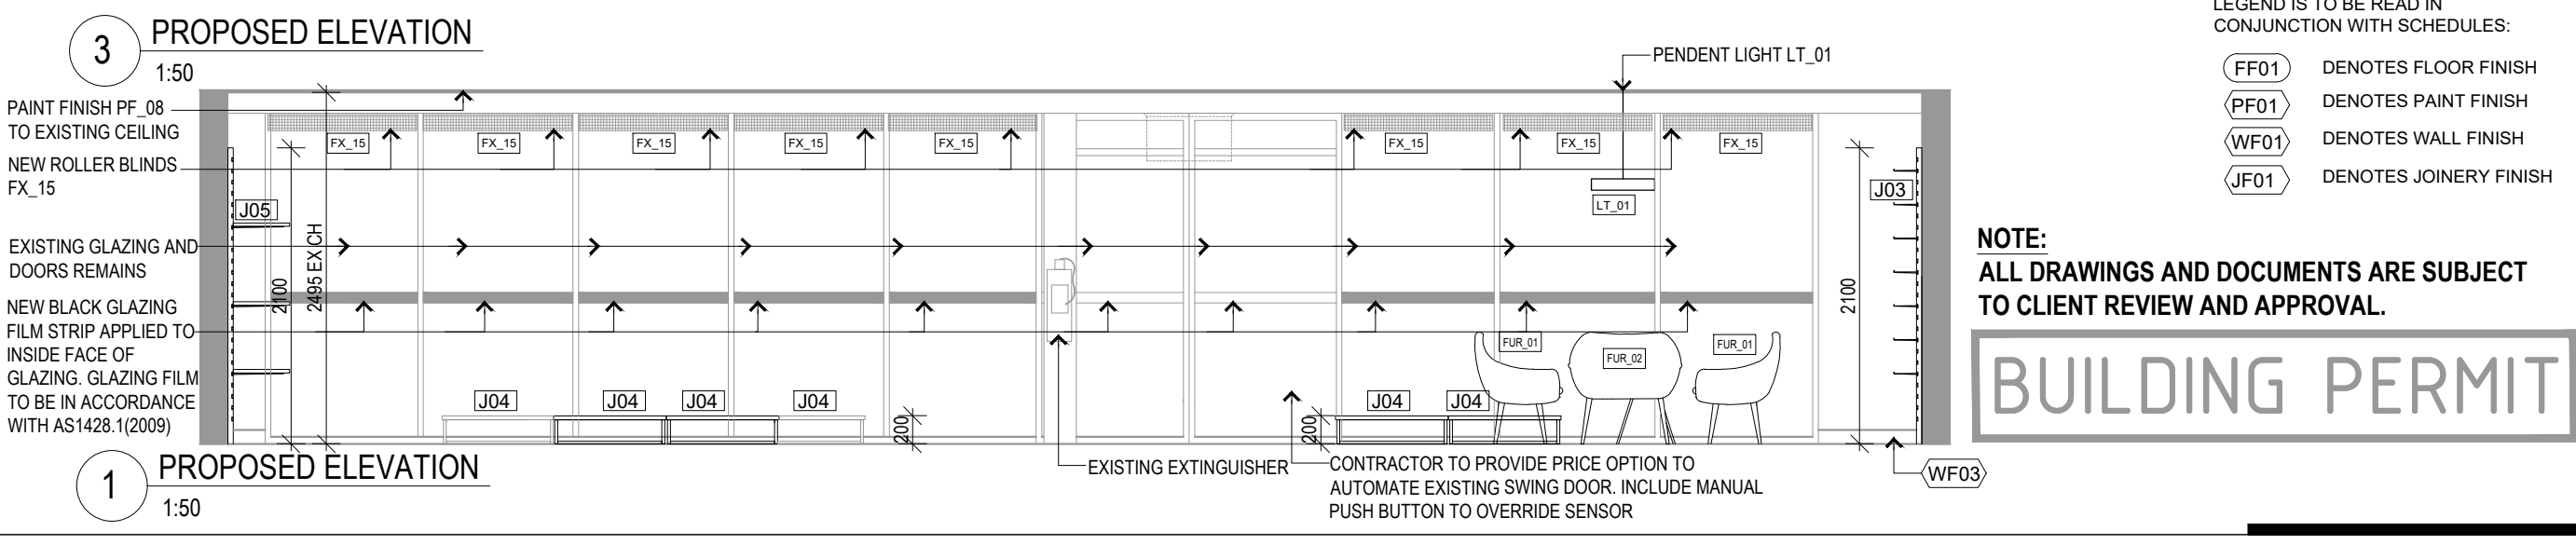 3
PROPOSED ELEVATION
1:50
PENDENT LIGHT LT_01
PAINT FINISH PF_08
TO EXISTING CEILING
NEW ROLLER BLINDS
FX_15
EXISTING GLAZING AND
DOORS REMAINS
NEW BLACK GLAZING
FILM STRIP APPLIED TO
INSIDE FACE OF
GLAZING. GLAZING FILM
TO BE IN ACCORDANCE
WITH AS1428.1(2009)
FX_15
FX_15
FX_15
FX_15
FX_15
FX_15
FX_15
FX_15
J05
LT_01
J03
2100
2495 EX CH
2100
FUR_01
FUR_02
FUR_01
J04
J04
J04
J04
J04
J04
200
200
EXISTING EXTINGUISHER
CONTRACTOR TO PROVIDE PRICE OPTION TO
AUTOMATE EXISTING SWING DOOR. INCLUDE MANUAL
PUSH BUTTON TO OVERRIDE SENSOR
WF03
1
PROPOSED ELEVATION
1:50
LEGEND IS TO BE READ IN
CONJUNCTION WITH SCHEDULES:
FF01 DENOTES FLOOR FINISH
PF01 DENOTES PAINT FINISH
WF01 DENOTES WALL FINISH
JF01 DENOTES JOINERY FINISH
NOTE:
ALL DRAWINGS AND DOCUMENTS ARE SUBJECT
TO CLIENT REVIEW AND APPROVAL.
BUILDING PERMIT